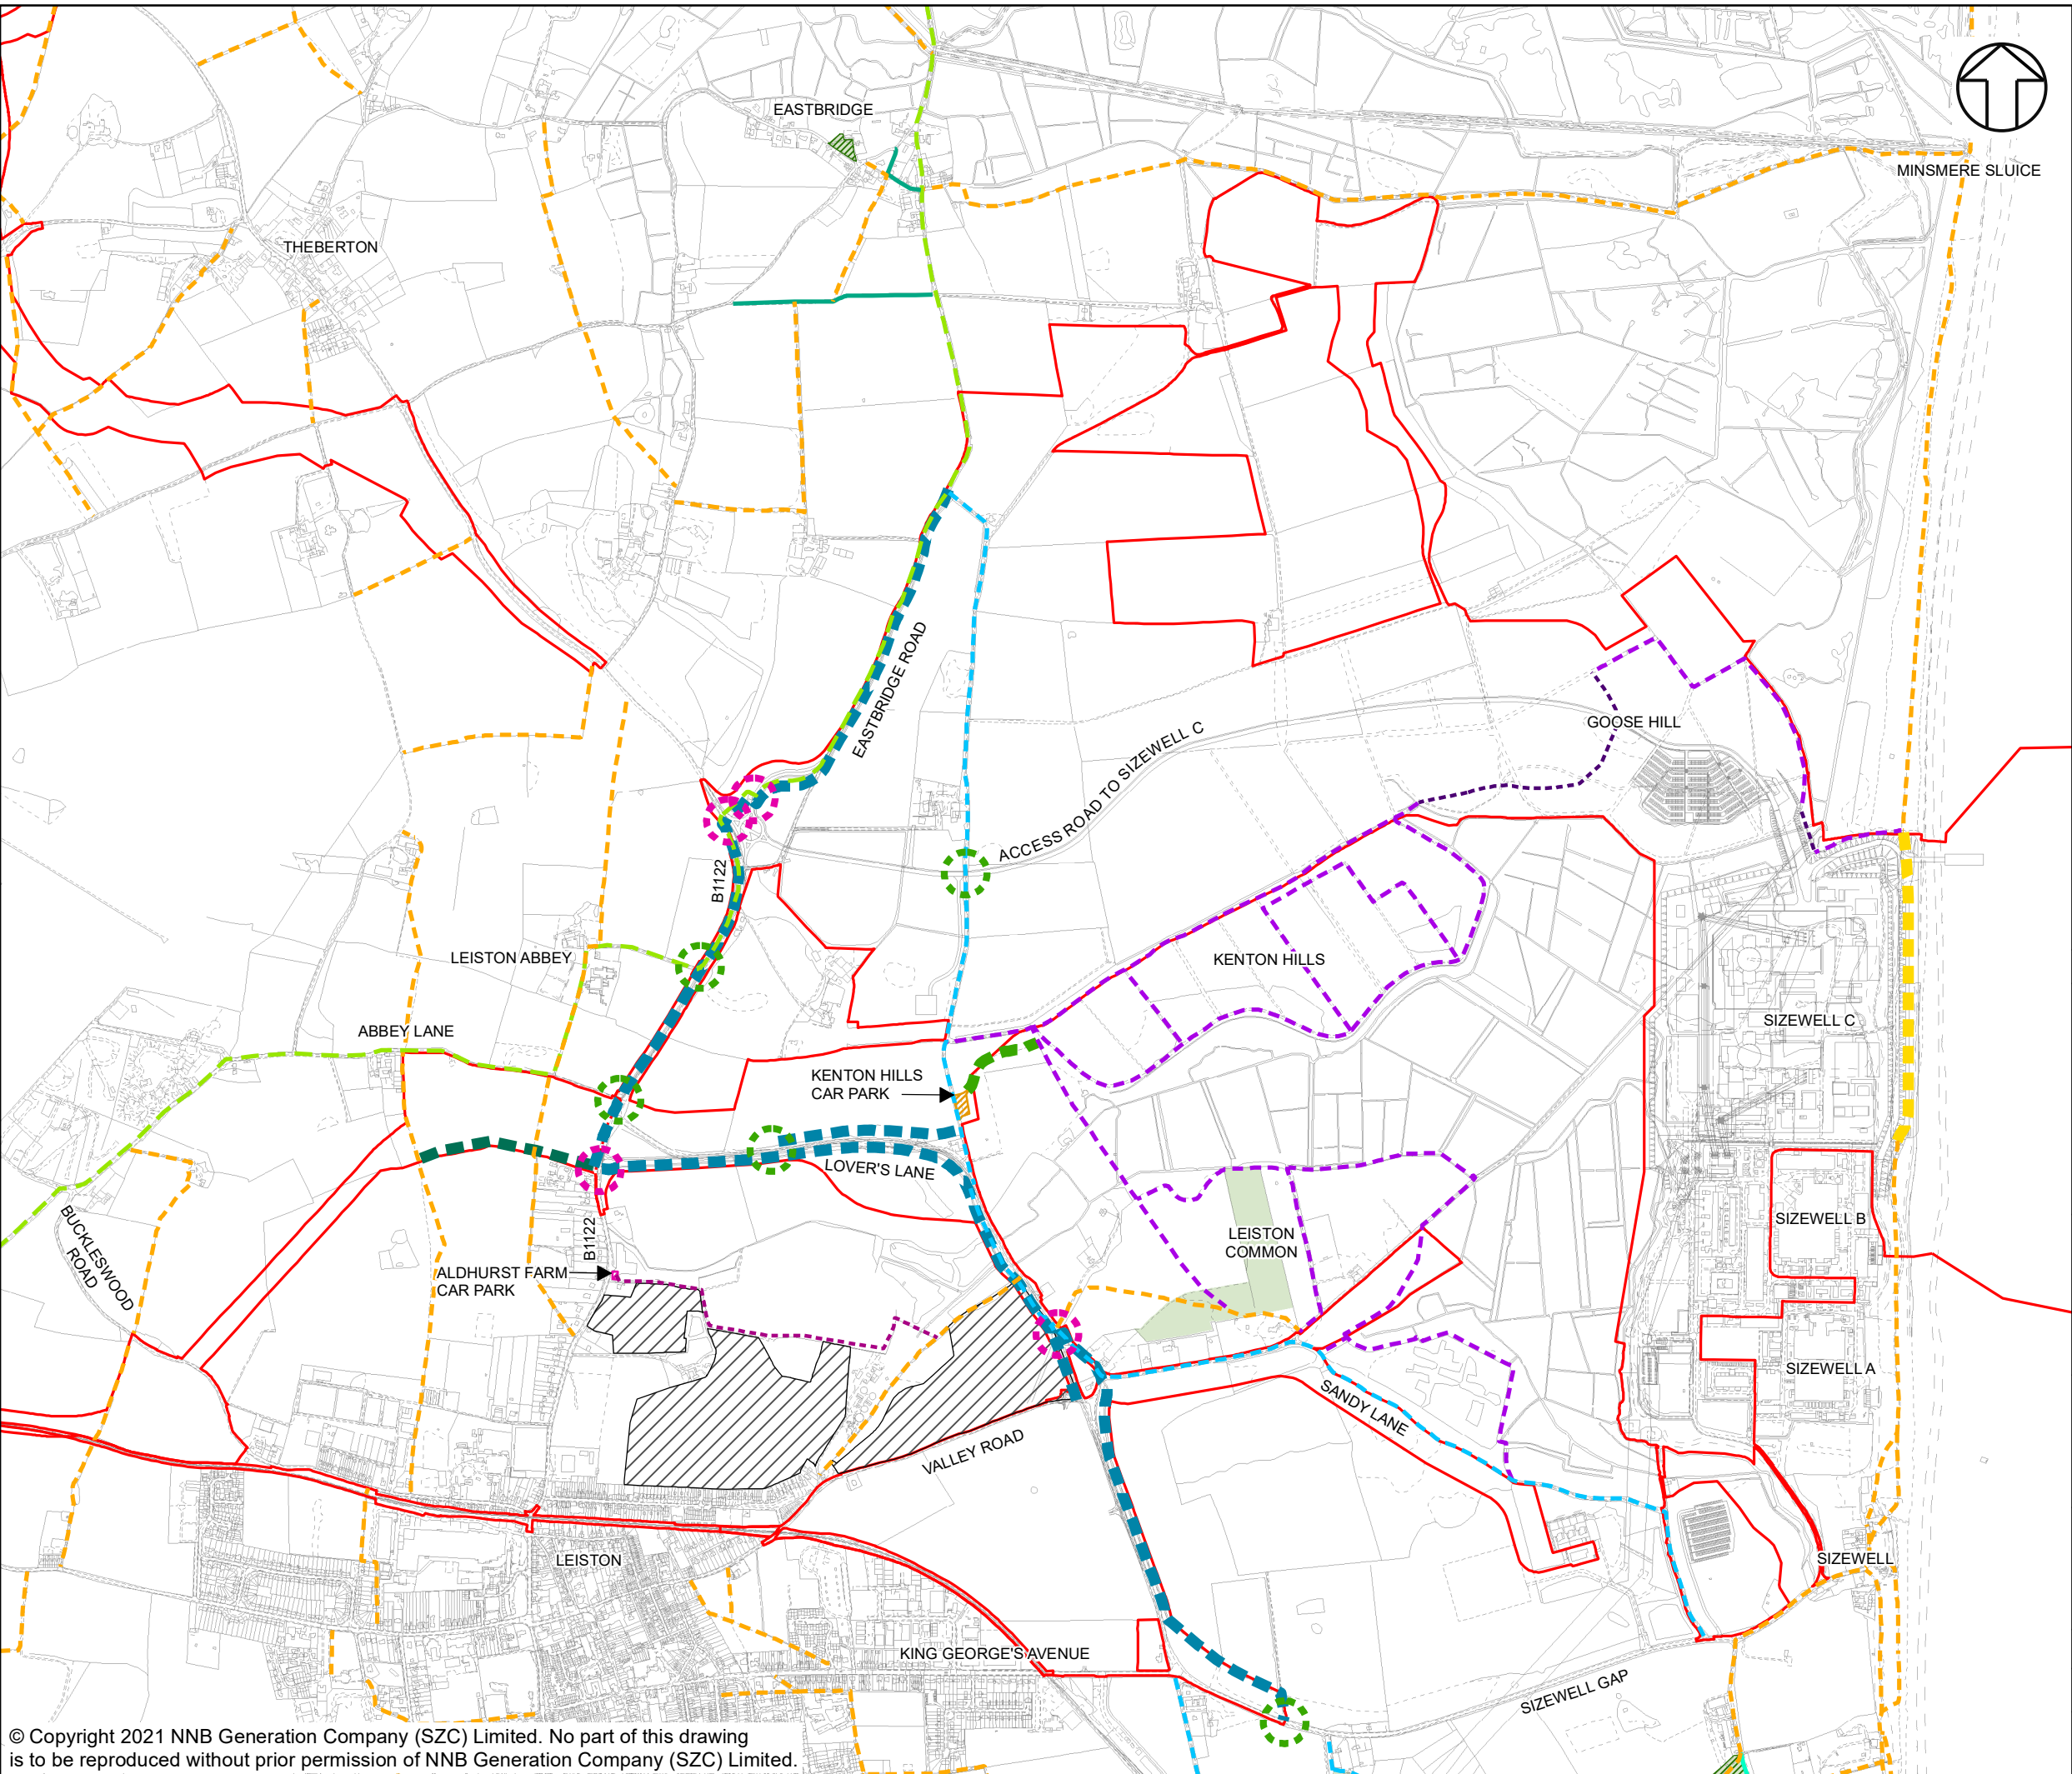 EASTBRIDGE
MINSMERE SLUICE
THEBERTON
EASTBRIDGE ROAD
GOOSE HILL
ACCESS ROAD TO SIZEWELL C
B1122
LEISTON ABBEY
KENTON HILLS
SIZEWELL C
ABBEY LANE
KENTON HILLS
CAR PARK
LOVER'S LANE
BUCKLESWOOD
ROAD
B1122
LEISTON
COMMON
SIZEWELL B
ALDHURST FARM
CAR PARK
SIZEWELL A
SANDY LANE
VALLEY ROAD
LEISTON
SIZEWELL
KING GEORGE'S AVENUE
SIZEWELL GAP
© Copyright 2021 NNB Generation Company (SZC) Limited. No part of this drawing
is to be reproduced without prior permission of NNB Generation Company (SZC) Limited.